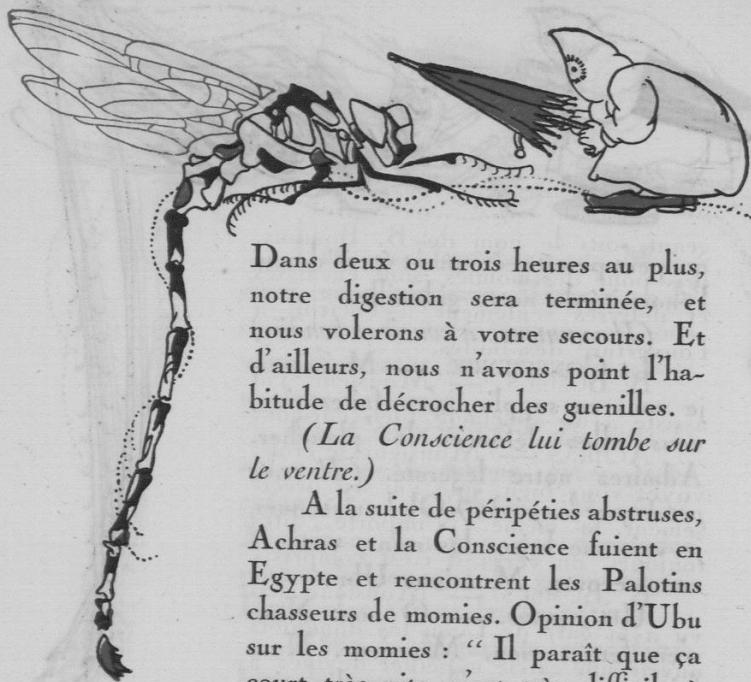 Dans deux ou trois heures au plus,
notre digestion sera terminée, et
nous volerons à votre secours. Et
d'ailleurs, nous n'avons point l'ha-
bitude de décrocher des guenilles.
(La Conscience lui tombe sur
le ventre.)
A la suite de péripéties abstruses,
Achras et la Conscience fuient en
Egypte et rencontrent les Palotins
chasseurs de momies. Opinion d'Ubu
sur les momies : “ Il paraît que ça